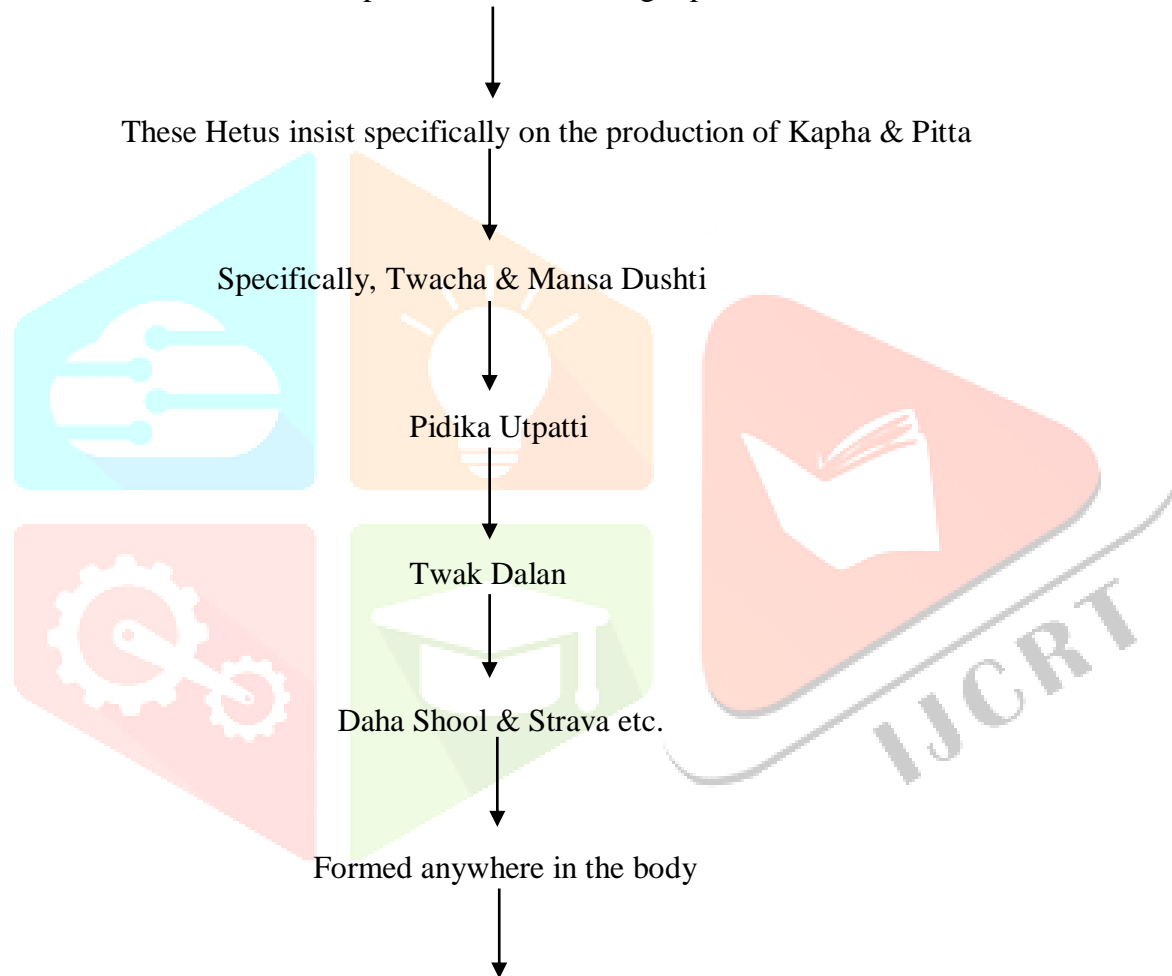 These Hetus insist specifically on the production of Kapha & Pitta
Specifically, Twacha & Mansa Dushti
Pidika Utpatti
Twak Dalan
Daha Shool & Strava etc.
IJCRT
Formed anywhere in the body